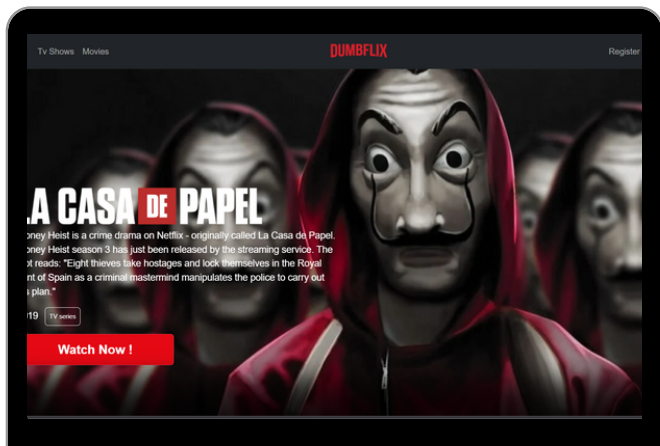 Tv Shows Movies DUMBFLIX Register
LA CASA DE PAPEL
oney Heist is a crime drama on Netflix - originally called La Casa de Papel.
oney Heist season 3 has just been released by the streaming service. The
ot reads: "Eight thieves take hostages and lock themselves in the Royal
nt of Spain as a criminal mastermind manipulates the police to carry out
s plan."
019 TV series
Watch Now !